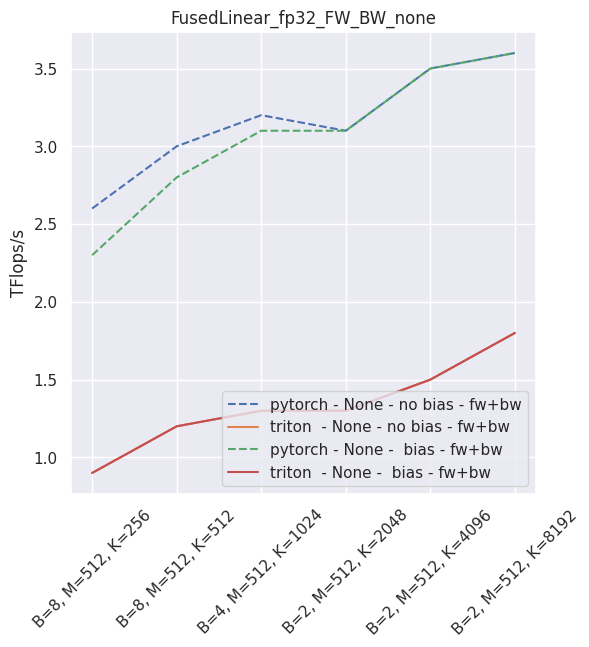 FusedLinear_fp32_FW_BW_none
TFlops/s
3.5
3.0
2.5
2.0
1.5
1.0
pytorch - None - no bias - fw+bw
triton  - None - no bias - fw+bw
pytorch - None -  bias - fw+bw
triton  - None -  bias - fw+bw
B=8, M=512, K=256
B=8, M=512, K=512
B=4, M=512, K=1024
B=2, M=512, K=2048
B=2, M=512, K=4096
B=2, M=512, K=8192